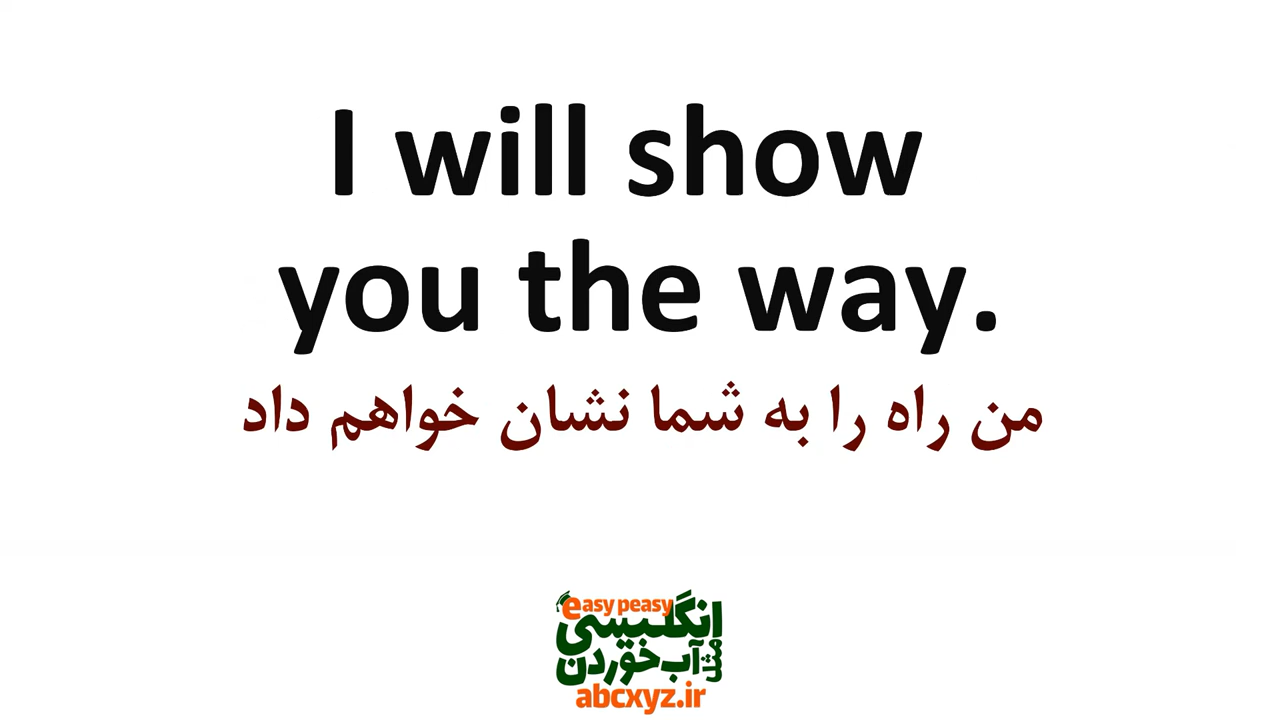 I will show
you the way.
من راه را به شما نشان خواهم داد
easy peasy
انگلیسی
مثل آب خوردن
abcxyz.ir